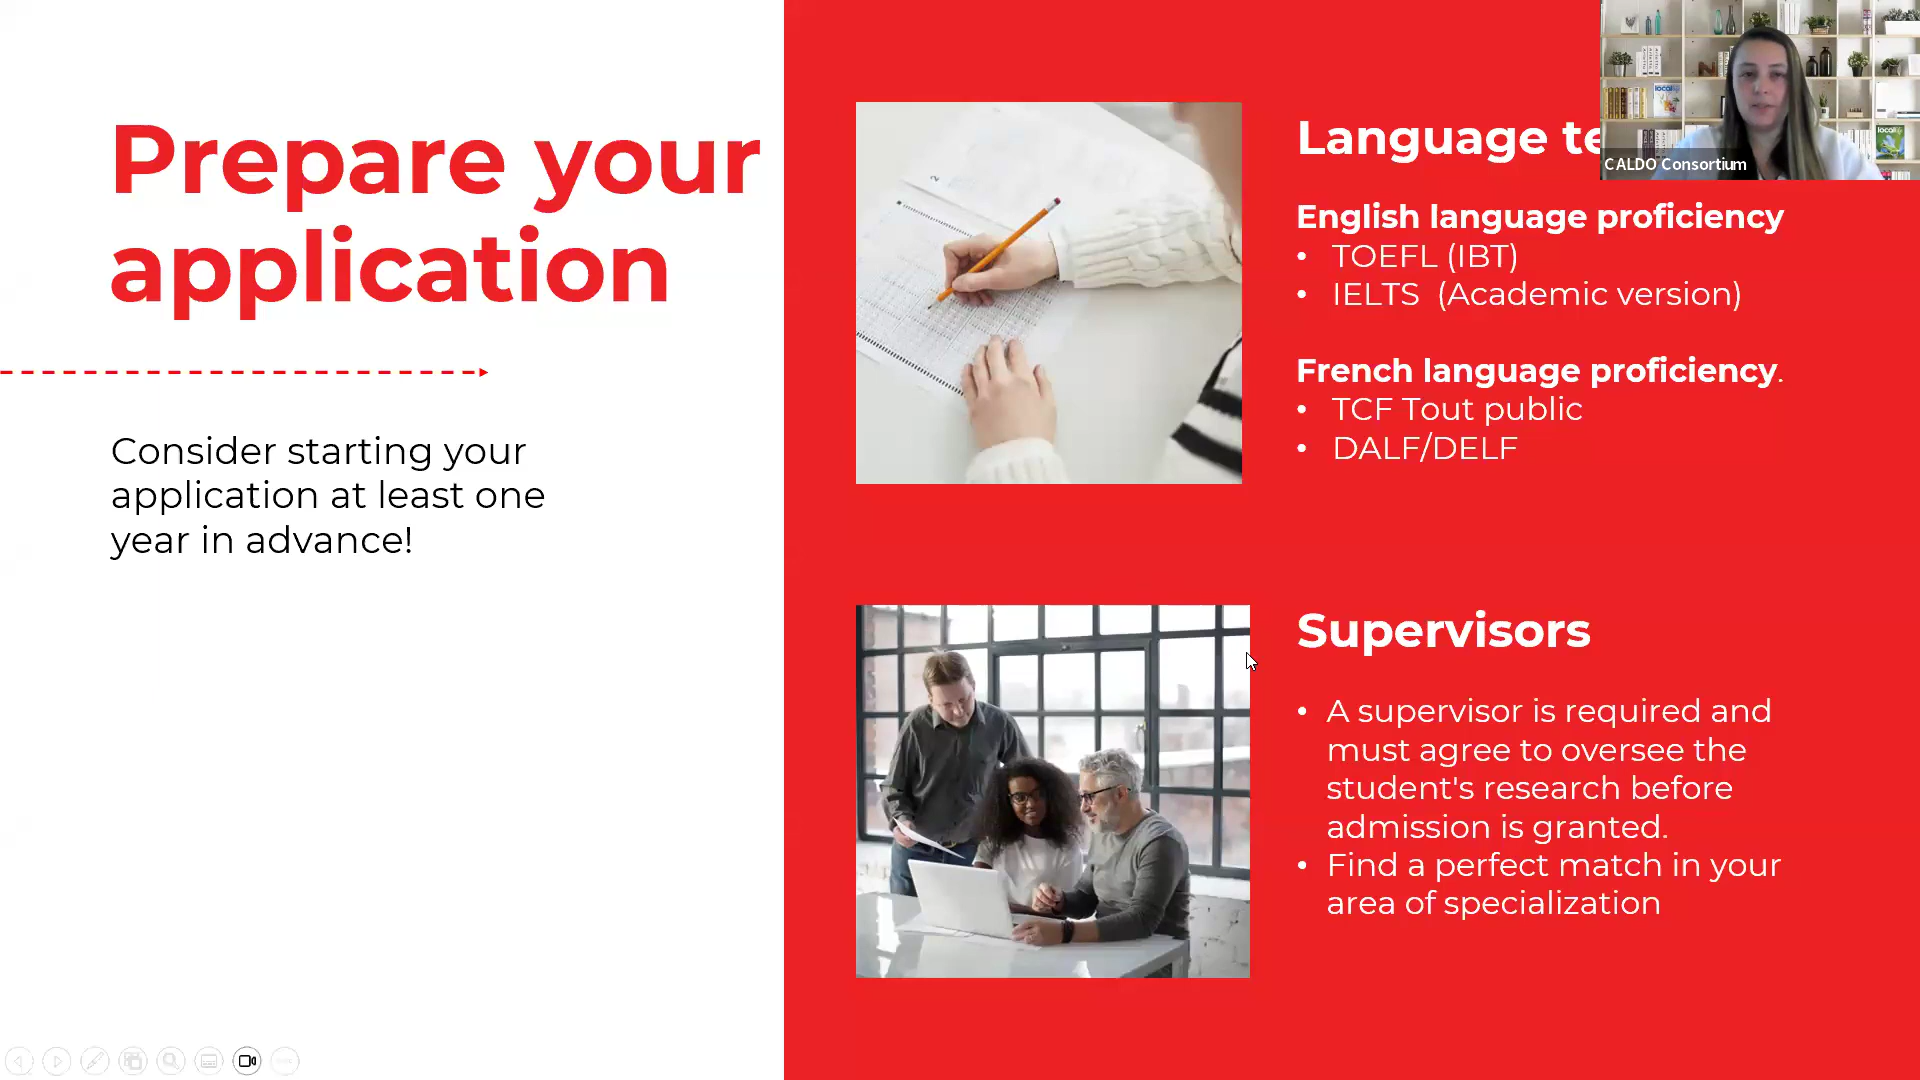 Prepare your
application
Consider starting your
application at least one
year in advance!
Language
CALDO Consortium
English language proficiency
• TOEFL (IBT)
• IELTS (Academic version)
French language proficiency.
• TCF Tout public
• DALF/DELF
Supervisors
• A supervisor is required and
must agree to oversee the
student's research before
admission is granted.
• Find a perfect match in your
area of specialization